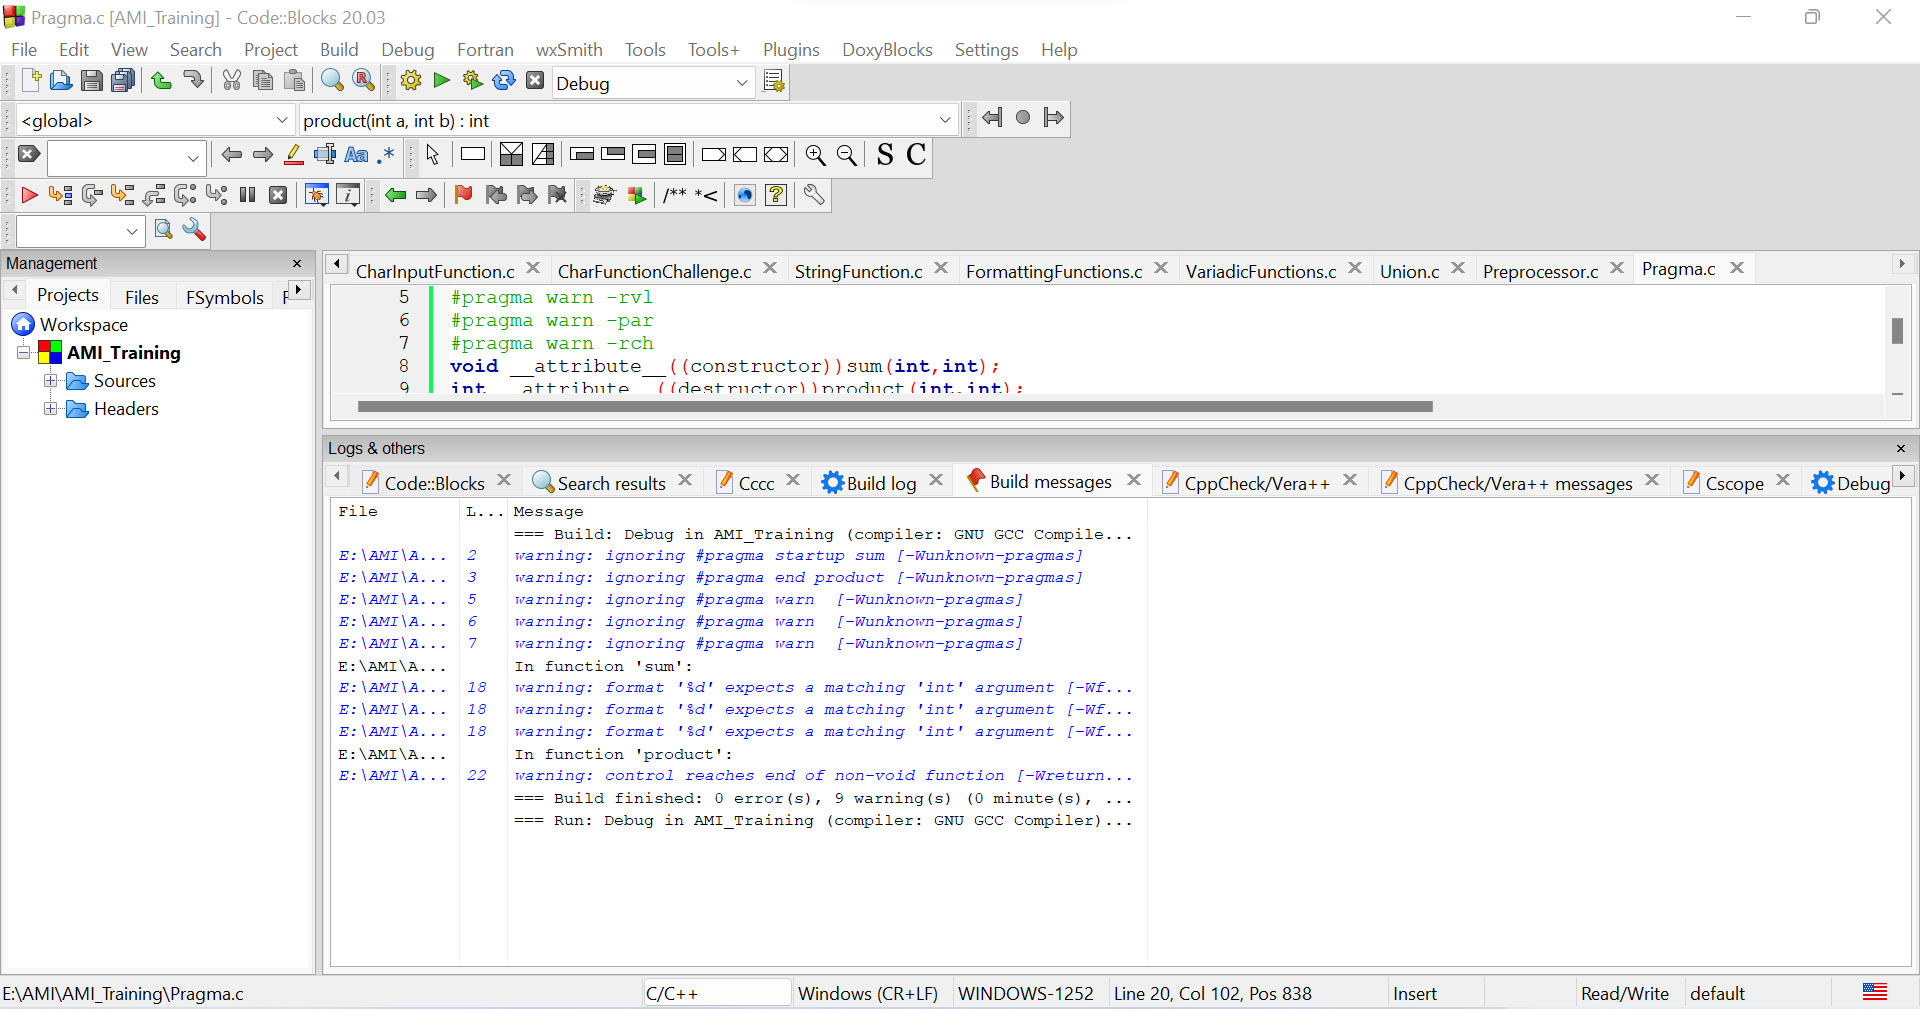 Pragma.c [AMI_Training] - Code::Blocks 20.03
File Edit View Search Project Build Debug Fortran wxSmith Tools Tools+ Plugins DoxyBlocks Settings Help
Debug
<global> product(int a, int b) : int
Aa .* S C
/** *<
Management
Projects Files FSymbols
Workspace
AMI_Training
Sources
Headers
CharInputFunction.c CharFunctionChallenge.c StringFunction.c FormattingFunctions.c VariadicFunctions.c Union.c Preprocessor.c Pragma.c
5 #pragma warn -rvl
6 #pragma warn -par
7 #pragma warn -rch
8 void __attribute__((constructor))sum(int,int);
9 int __attribute__((destructor))product(int,int);
Logs & others
Code::Blocks Search results Cccc Build log Build messages CppCheck/Vera++ CppCheck/Vera++ messages Cscope Debug
File L... Message
=== Build: Debug in AMI_Training (compiler: GNU GCC Compile...
E:\AMI\A... 2 warning: ignoring #pragma startup sum [-Wunknown-pragmas]
E:\AMI\A... 3 warning: ignoring #pragma end product [-Wunknown-pragmas]
E:\AMI\A... 5 warning: ignoring #pragma warn [-Wunknown-pragmas]
E:\AMI\A... 6 warning: ignoring #pragma warn [-Wunknown-pragmas]
E:\AMI\A... 7 warning: ignoring #pragma warn [-Wunknown-pragmas]
E:\AMI\A... In function 'sum':
E:\AMI\A... 18 warning: format '%d' expects a matching 'int' argument [-Wf...
E:\AMI\A... 18 warning: format '%d' expects a matching 'int' argument [-Wf...
E:\AMI\A... 18 warning: format '%d' expects a matching 'int' argument [-Wf...
E:\AMI\A... In function 'product':
E:\AMI\A... 22 warning: control reaches end of non-void function [-Wreturn...
=== Build finished: 0 error(s), 9 warning(s) (0 minute(s), ...
=== Run: Debug in AMI_Training (compiler: GNU GCC Compiler)...
E:\AMI\AMI_Training\Pragma.c C/C++ Windows (CR+LF) WINDOWS-1252 Line 20, Col 102, Pos 838 Insert Read/Write default